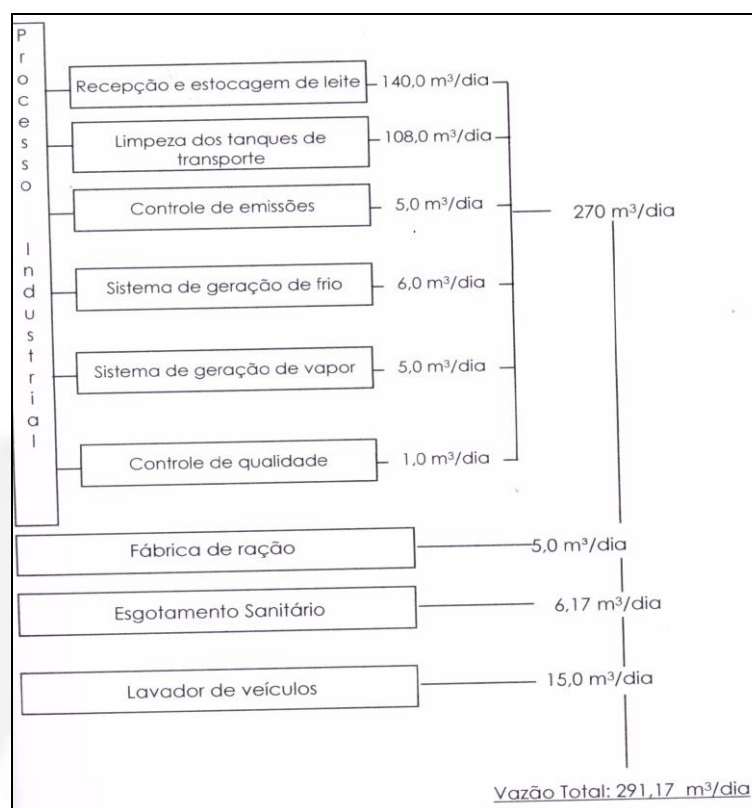 Processo Industrial
Recepção e estocagem de leite 140,0 m³/dia
Limpeza dos tanques de transporte 108,0 m³/dia
Controle de emissões 5,0 m³/dia
270 m³/dia
Sistema de geração de frio 6,0 m³/dia
Sistema de geração de vapor 5,0 m³/dia
Controle de qualidade 1,0 m³/dia
Fábrica de ração 5,0 m³/dia
Esgotamento Sanitário 6,17 m³/dia
Lavador de veículos 15,0 m³/dia
Vazão Total: 291,17 m³/dia